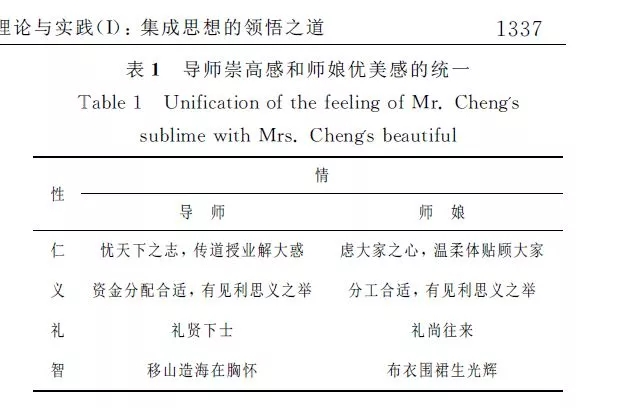 理论与实践(I): 集成思想的领悟之道 1337
表 1 导师崇高感和师娘优美感的统一
Table 1 Unification of the feeling of Mr. Cheng's
sublime with Mrs. Cheng's beautiful
性 情
导 师 师 娘
仁 忧天下之志,传道授业解大惑 虑大家之心,温柔体贴顾大家
义 资金分配合适,有见利思义之举 分工合适,有见利思义之举
礼 礼贤下士 礼尚往来
智 移山造海在胸怀 布衣围裙生光辉